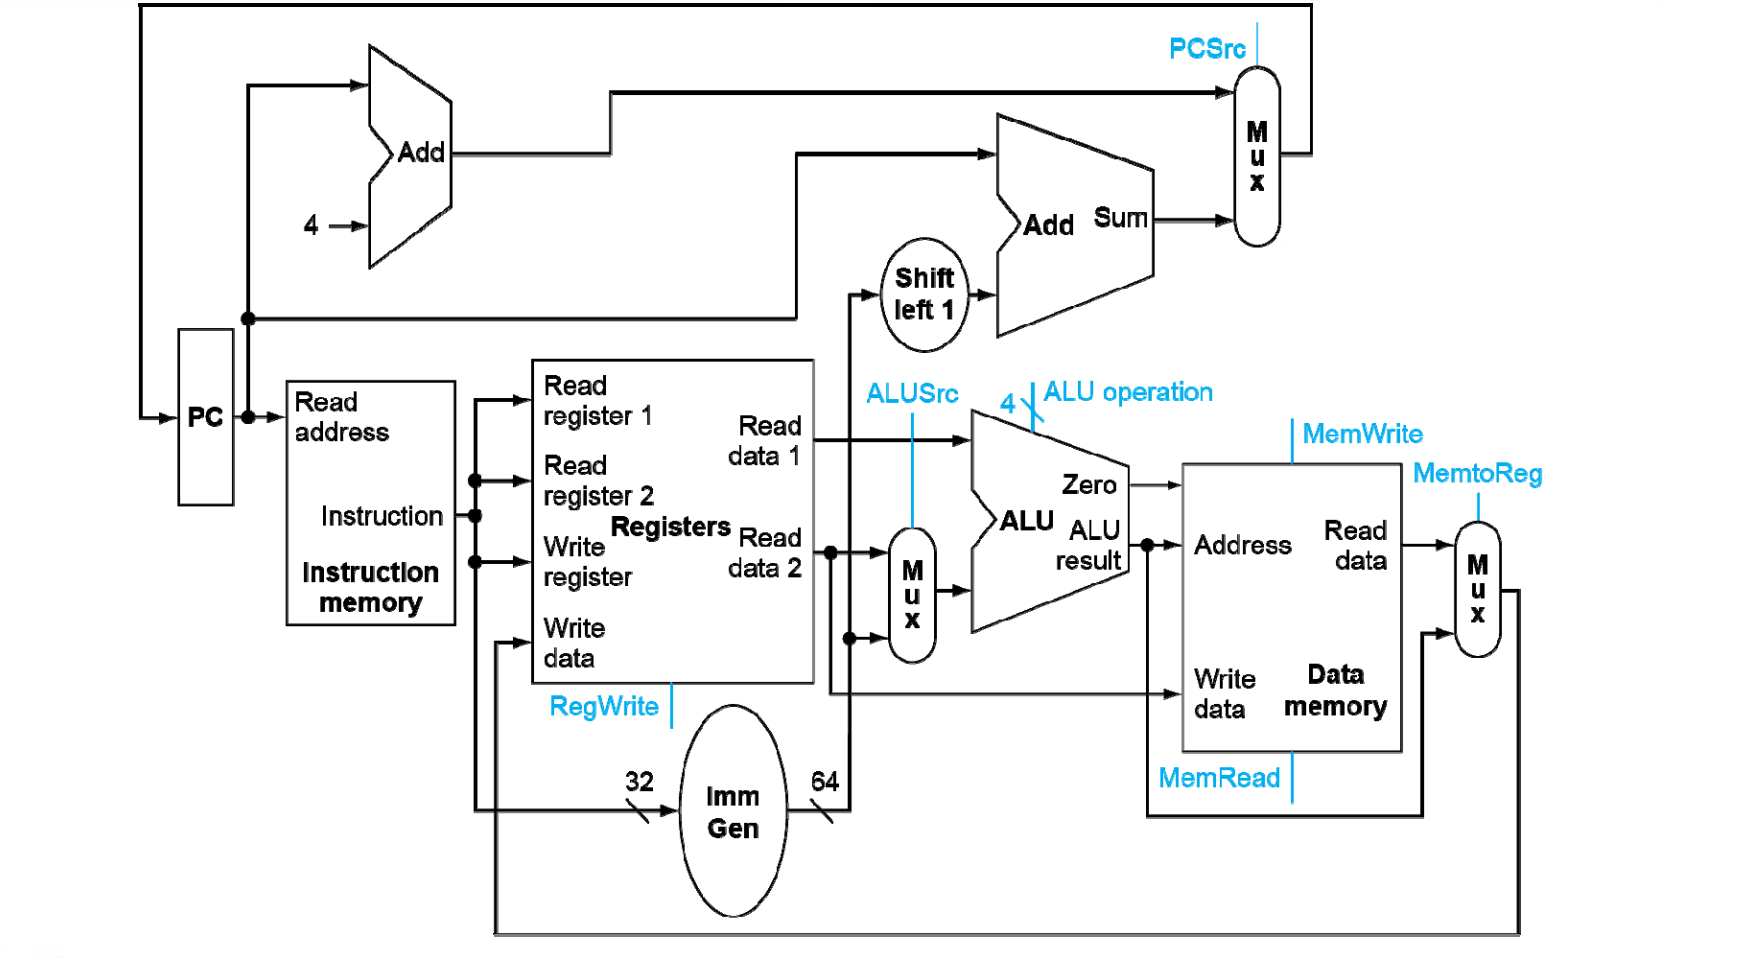 PCSrc
M
u
x
Add
4
Add Sum
Shift
left 1
PC
Read
address
Instruction
Instruction
memory
Read
register 1
Read
register 2
Write
register
Write
data
Registers
Read
data 1
Read
data 2
RegWrite
ALUSrc
M
u
x
4
ALU operation
Zero
ALU
ALU
result
MemWrite
Address
Read
data
Write
data
Data
memory
MemRead
MemtoReg
M
u
x
32
Imm
Gen
64